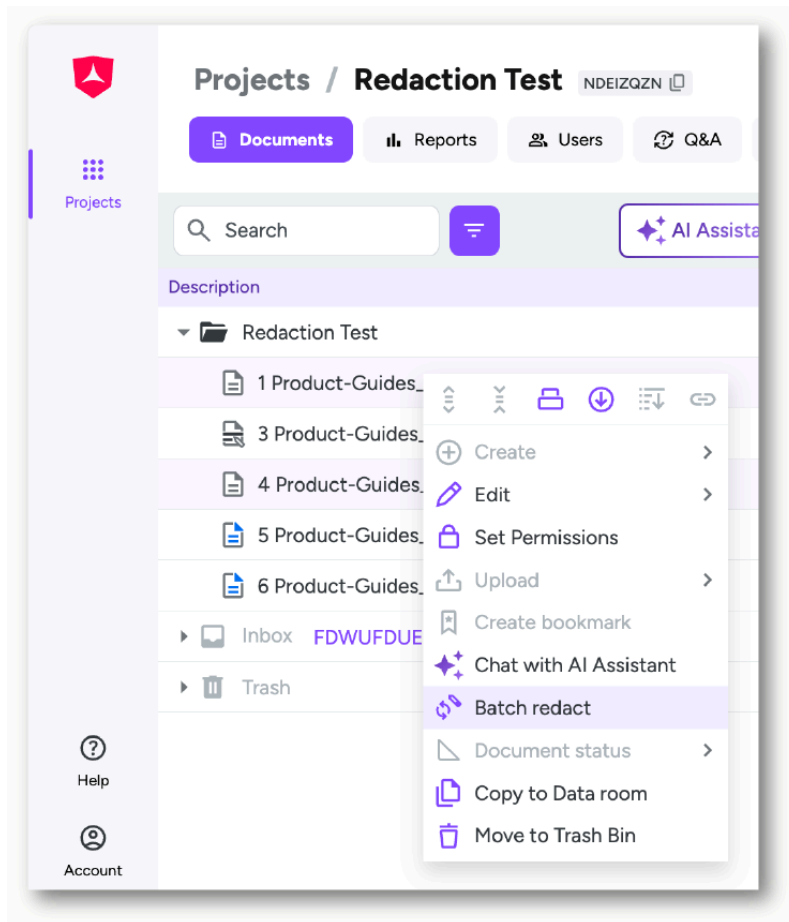 Projects / Redaction Test NDEIZQZN
Documents Reports Users Q&A
Projects
Search AI Assista
Description
Redaction Test
1 Product-Guides_
3 Product-Guides_
4 Product-Guides_
5 Product-Guides_
6 Product-Guides_
Inbox FDWUFDUE
Trash
Create
Edit
Set Permissions
Upload
Create bookmark
Chat with AI Assistant
Batch redact
Document status
Copy to Data room
Move to Trash Bin
Help
Account